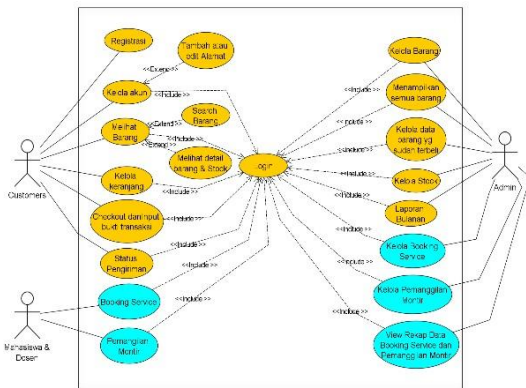 Registrasi
Tambah atau
edit Alamat
<<Extend >>
Kelola akun
<<Include >>
Search
Barang
<<Extend >>
Melihat
Barang
<<Include >>
<<Extend >>
Melihat detail
barang & Stock
Login
Customers
Kelola
keranjang
<<Include >>
Checkout dan input
bukti transaksi
<<Include >>
Status
Pengiriman
<<Include >>
Booking Service
<<Include >>
Mahasiswa &
Dosen
Pemangilan
Montir
<<Include >>
Kelola Barang
<<Include >>
Menampilkan
semua barang
<<Include >>
Kelola data
barang yg
sudah terbeli
<<Include >>
Kelola Stock
<<Include >>
Admin
Laporan
Bulanan
<<Include >>
Kelola Booking
Service
<<Include >>
Kelola Pemanggilan
Montir
<<Include >>
View Rekap Data
Booking Service dan
Pemanggilan Montir
<<Include >>